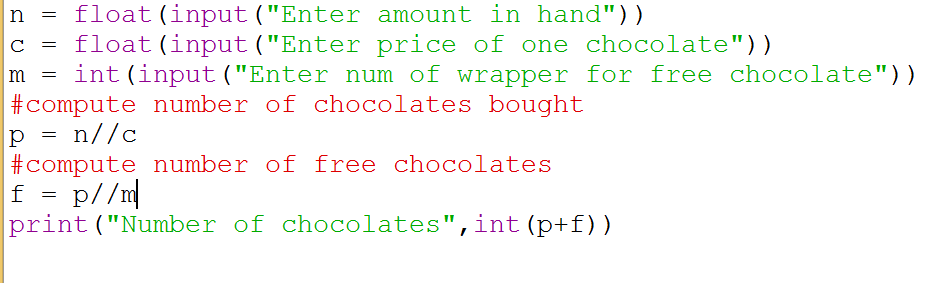 n = float(input("Enter amount in hand"))
c = float(input("Enter price of one chocolate"))
m = int(input("Enter num of wrapper for free chocolate"))
#compute number of chocolates bought
p = n//c
#compute number of free chocolates
f = p//m
print("Number of chocolates",int(p+f))